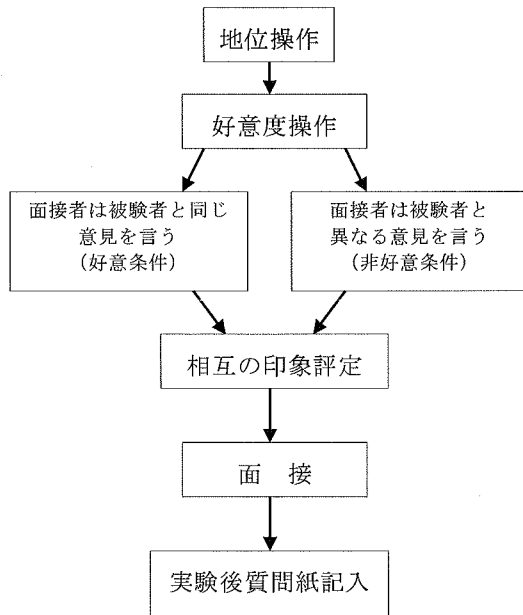 地位操作
好意度操作
面接者は被験者と同じ
意見を言う
(好意条件)
面接者は被験者と
異なる意見を言う
(非好意条件)
相互の印象評定
面　接
実験後質問紙記入